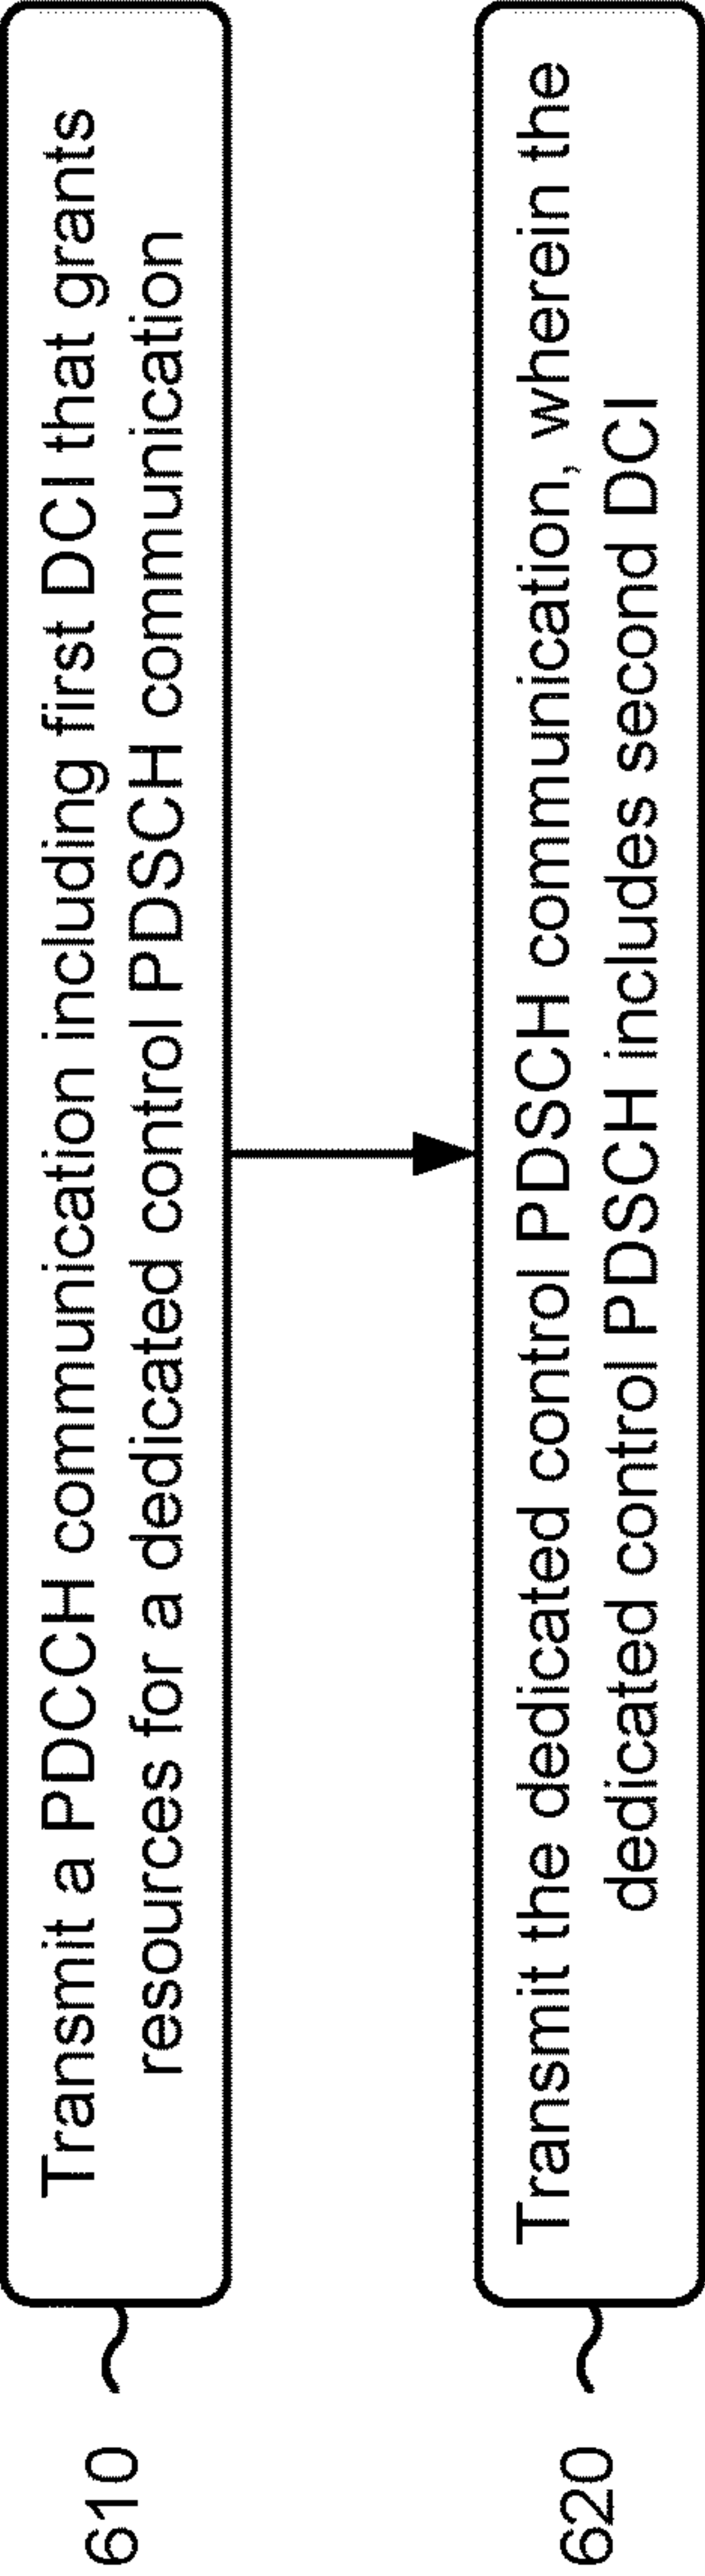 610
Transmit a PDCCH communication including first DCI that grants
resources for a dedicated control PDSCH communication
620
Transmit the dedicated control PDSCH communication, wherein the
dedicated control PDSCH includes second DCI